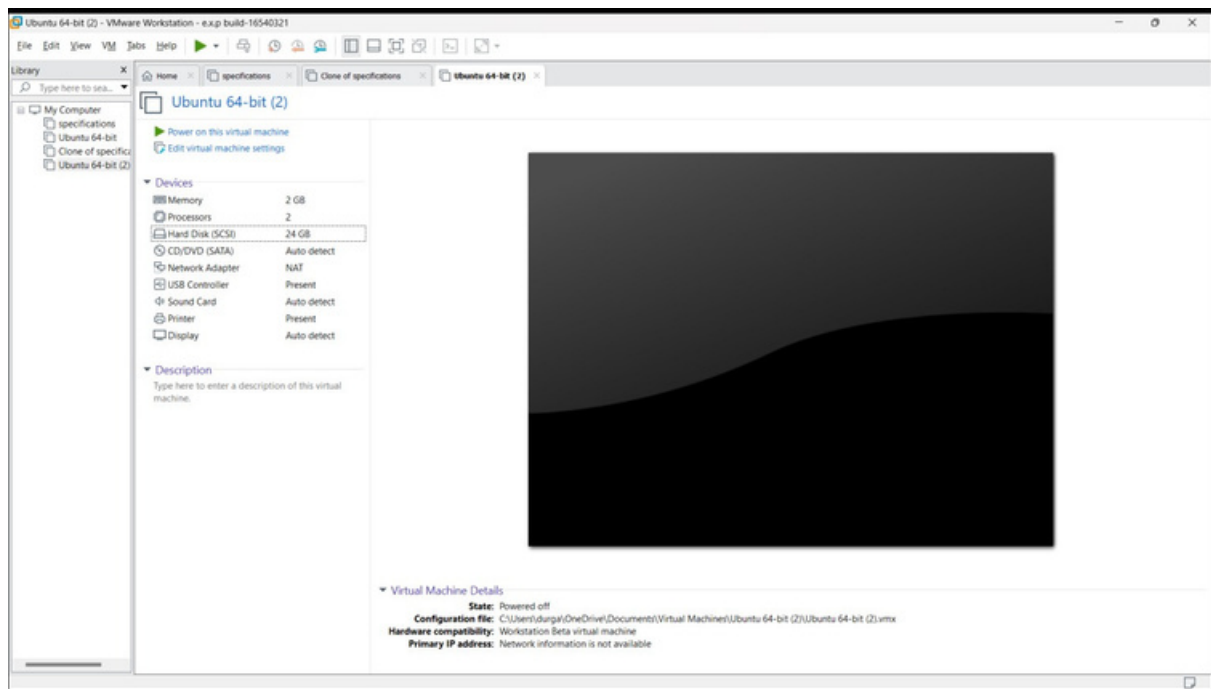 Ubuntu 64-bit (2) - VMware Workstation - e.x.p build-16540321
File Edit View VM Tabs Help
Library X
Type here to sea...
My Computer
specifications
Ubuntu 64-bit
Clone of specifica
Ubuntu 64-bit (2)
Home × specifications × Clone of specifications × Ubuntu 64-bit (2) ×
Ubuntu 64-bit (2)
Power on this virtual machine
Edit virtual machine settings
Devices
Memory 2 GB
Processors 2
Hard Disk (SCSI) 24 GB
CD/DVD (SATA) Auto detect
Network Adapter NAT
USB Controller Present
Sound Card Auto detect
Printer Present
Display Auto detect
Description
Type here to enter a description of this virtual
machine.
Virtual Machine Details
State: Powered off
Configuration file: C:\Users\durga\OneDrive\Documents\Virtual Machines\Ubuntu 64-bit (2)\Ubuntu 64-bit (2).vmx
Hardware compatibility: Workstation Beta virtual machine
Primary IP address: Network information is not available